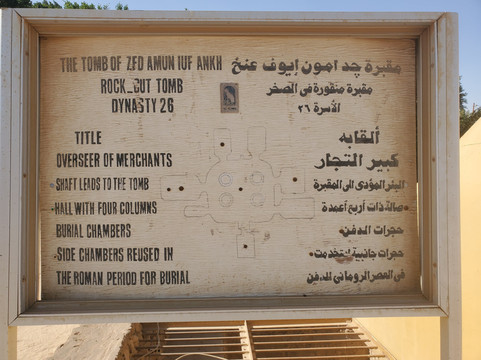 THE TOMB OF ZED AMUN IUF ANKH
مقبرة چد امون إيوف عنخ
ROCK_CUT TOMB
مقبرة منقورة فى الصخر
DYNASTY 26
الأسرة ٢٦
TITLE
ألقابه
OVERSEER OF MERCHANTS
كبير التجار
SHAFT LEADS TO THE TOMB
البئر المؤدى الى المقبرة
HALL WITH FOUR COLUMNS
صالة ذات أربع أعمدة
BURIAL CHAMBERS
حجرات الدفن
SIDE CHAMBERS REUSED IN
حجرات جانبية استخدمت
THE ROMAN PERIOD FOR BURIAL
فى العصر الرومانى للدفن